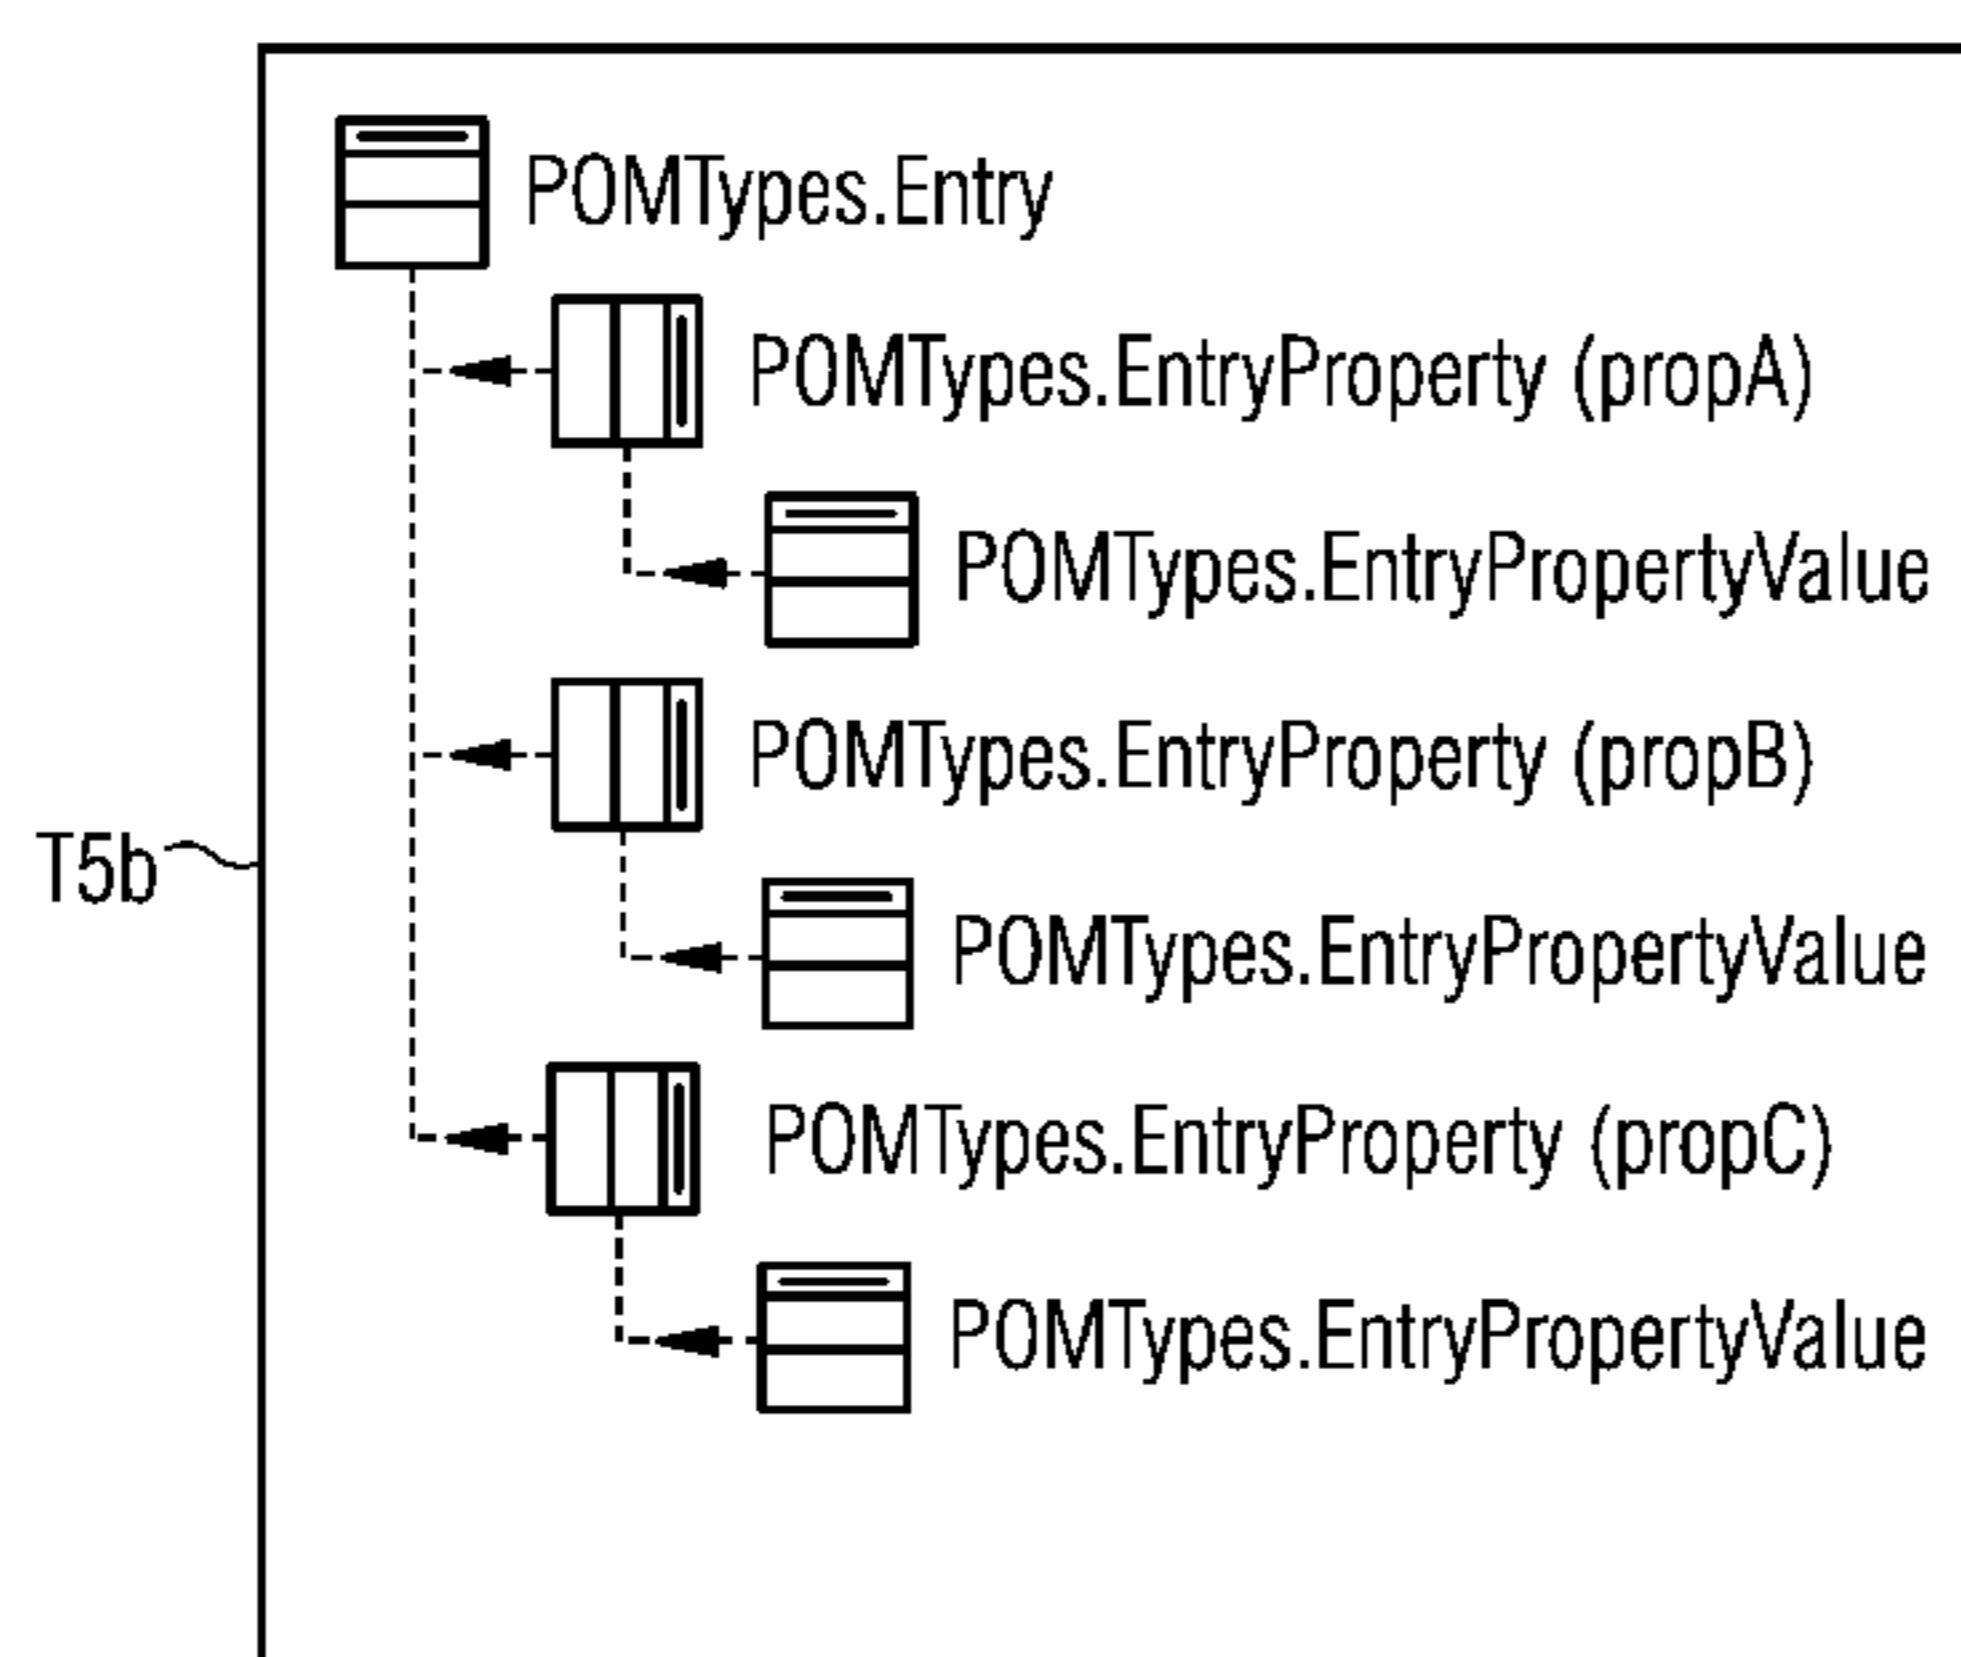 POMTypes.Entry
POMTypes.EntryProperty (propA)
POMTypes.EntryPropertyValue
POMTypes.EntryProperty (propB)
T5b
POMTypes.EntryPropertyValue
POMTypes.EntryProperty (propC)
POMTypes.EntryPropertyValue